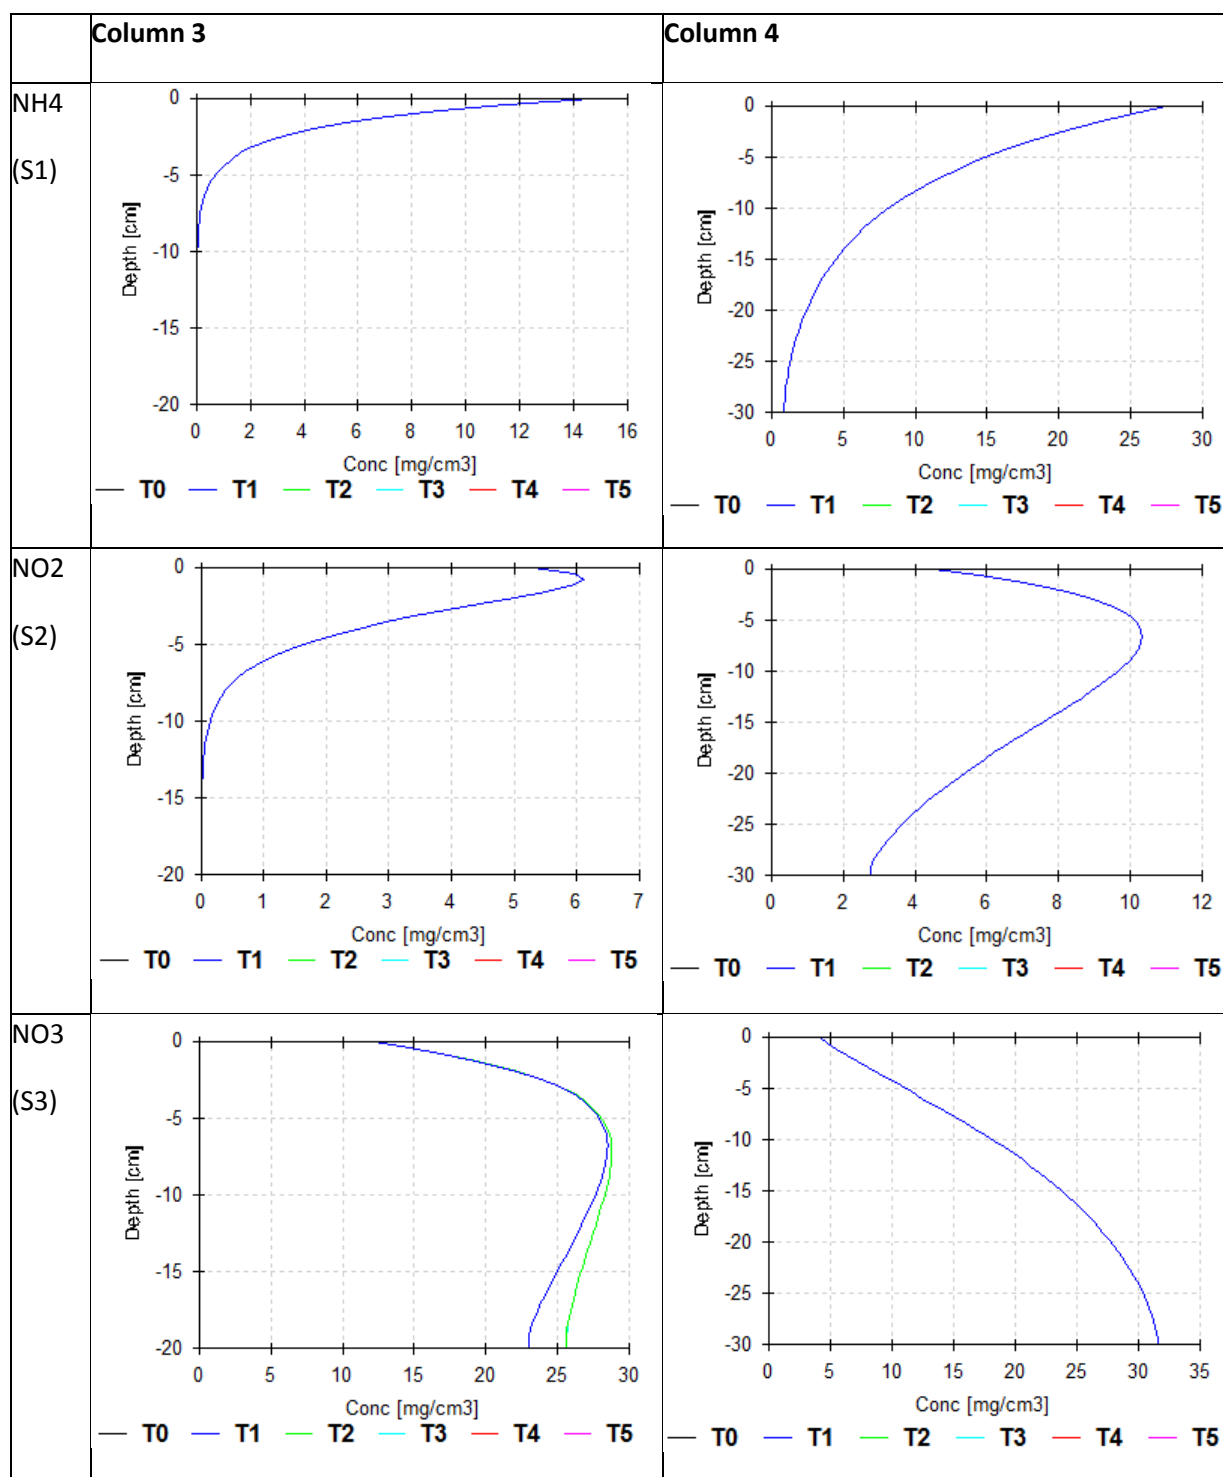 Column 3
Column 4
NH4
(S1)
0
-5
-10
-15
-20
Depth [cm]
0 2 4 6 8 10 12 14 16
Conc [mg/cm3]
T0 T1 T2 T3 T4 T5
0
-5
-10
-15
-20
-25
-30
Depth [cm]
0 5 10 15 20 25 30
Conc [mg/cm3]
T0 T1 T2 T3 T4 T5
NO2
(S2)
0
-5
-10
-15
-20
Depth [cm]
0 1 2 3 4 5 6 7
Conc [mg/cm3]
T0 T1 T2 T3 T4 T5
0
-5
-10
-15
-20
-25
-30
Depth [cm]
0 2 4 6 8 10 12
Conc [mg/cm3]
T0 T1 T2 T3 T4 T5
NO3
(S3)
0
-5
-10
-15
-20
Depth [cm]
0 5 10 15 20 25 30
Conc [mg/cm3]
T0 T1 T2 T3 T4 T5
0
-5
-10
-15
-20
-25
-30
Depth [cm]
0 5 10 15 20 25 30 35
Conc [mg/cm3]
T0 T1 T2 T3 T4 T5